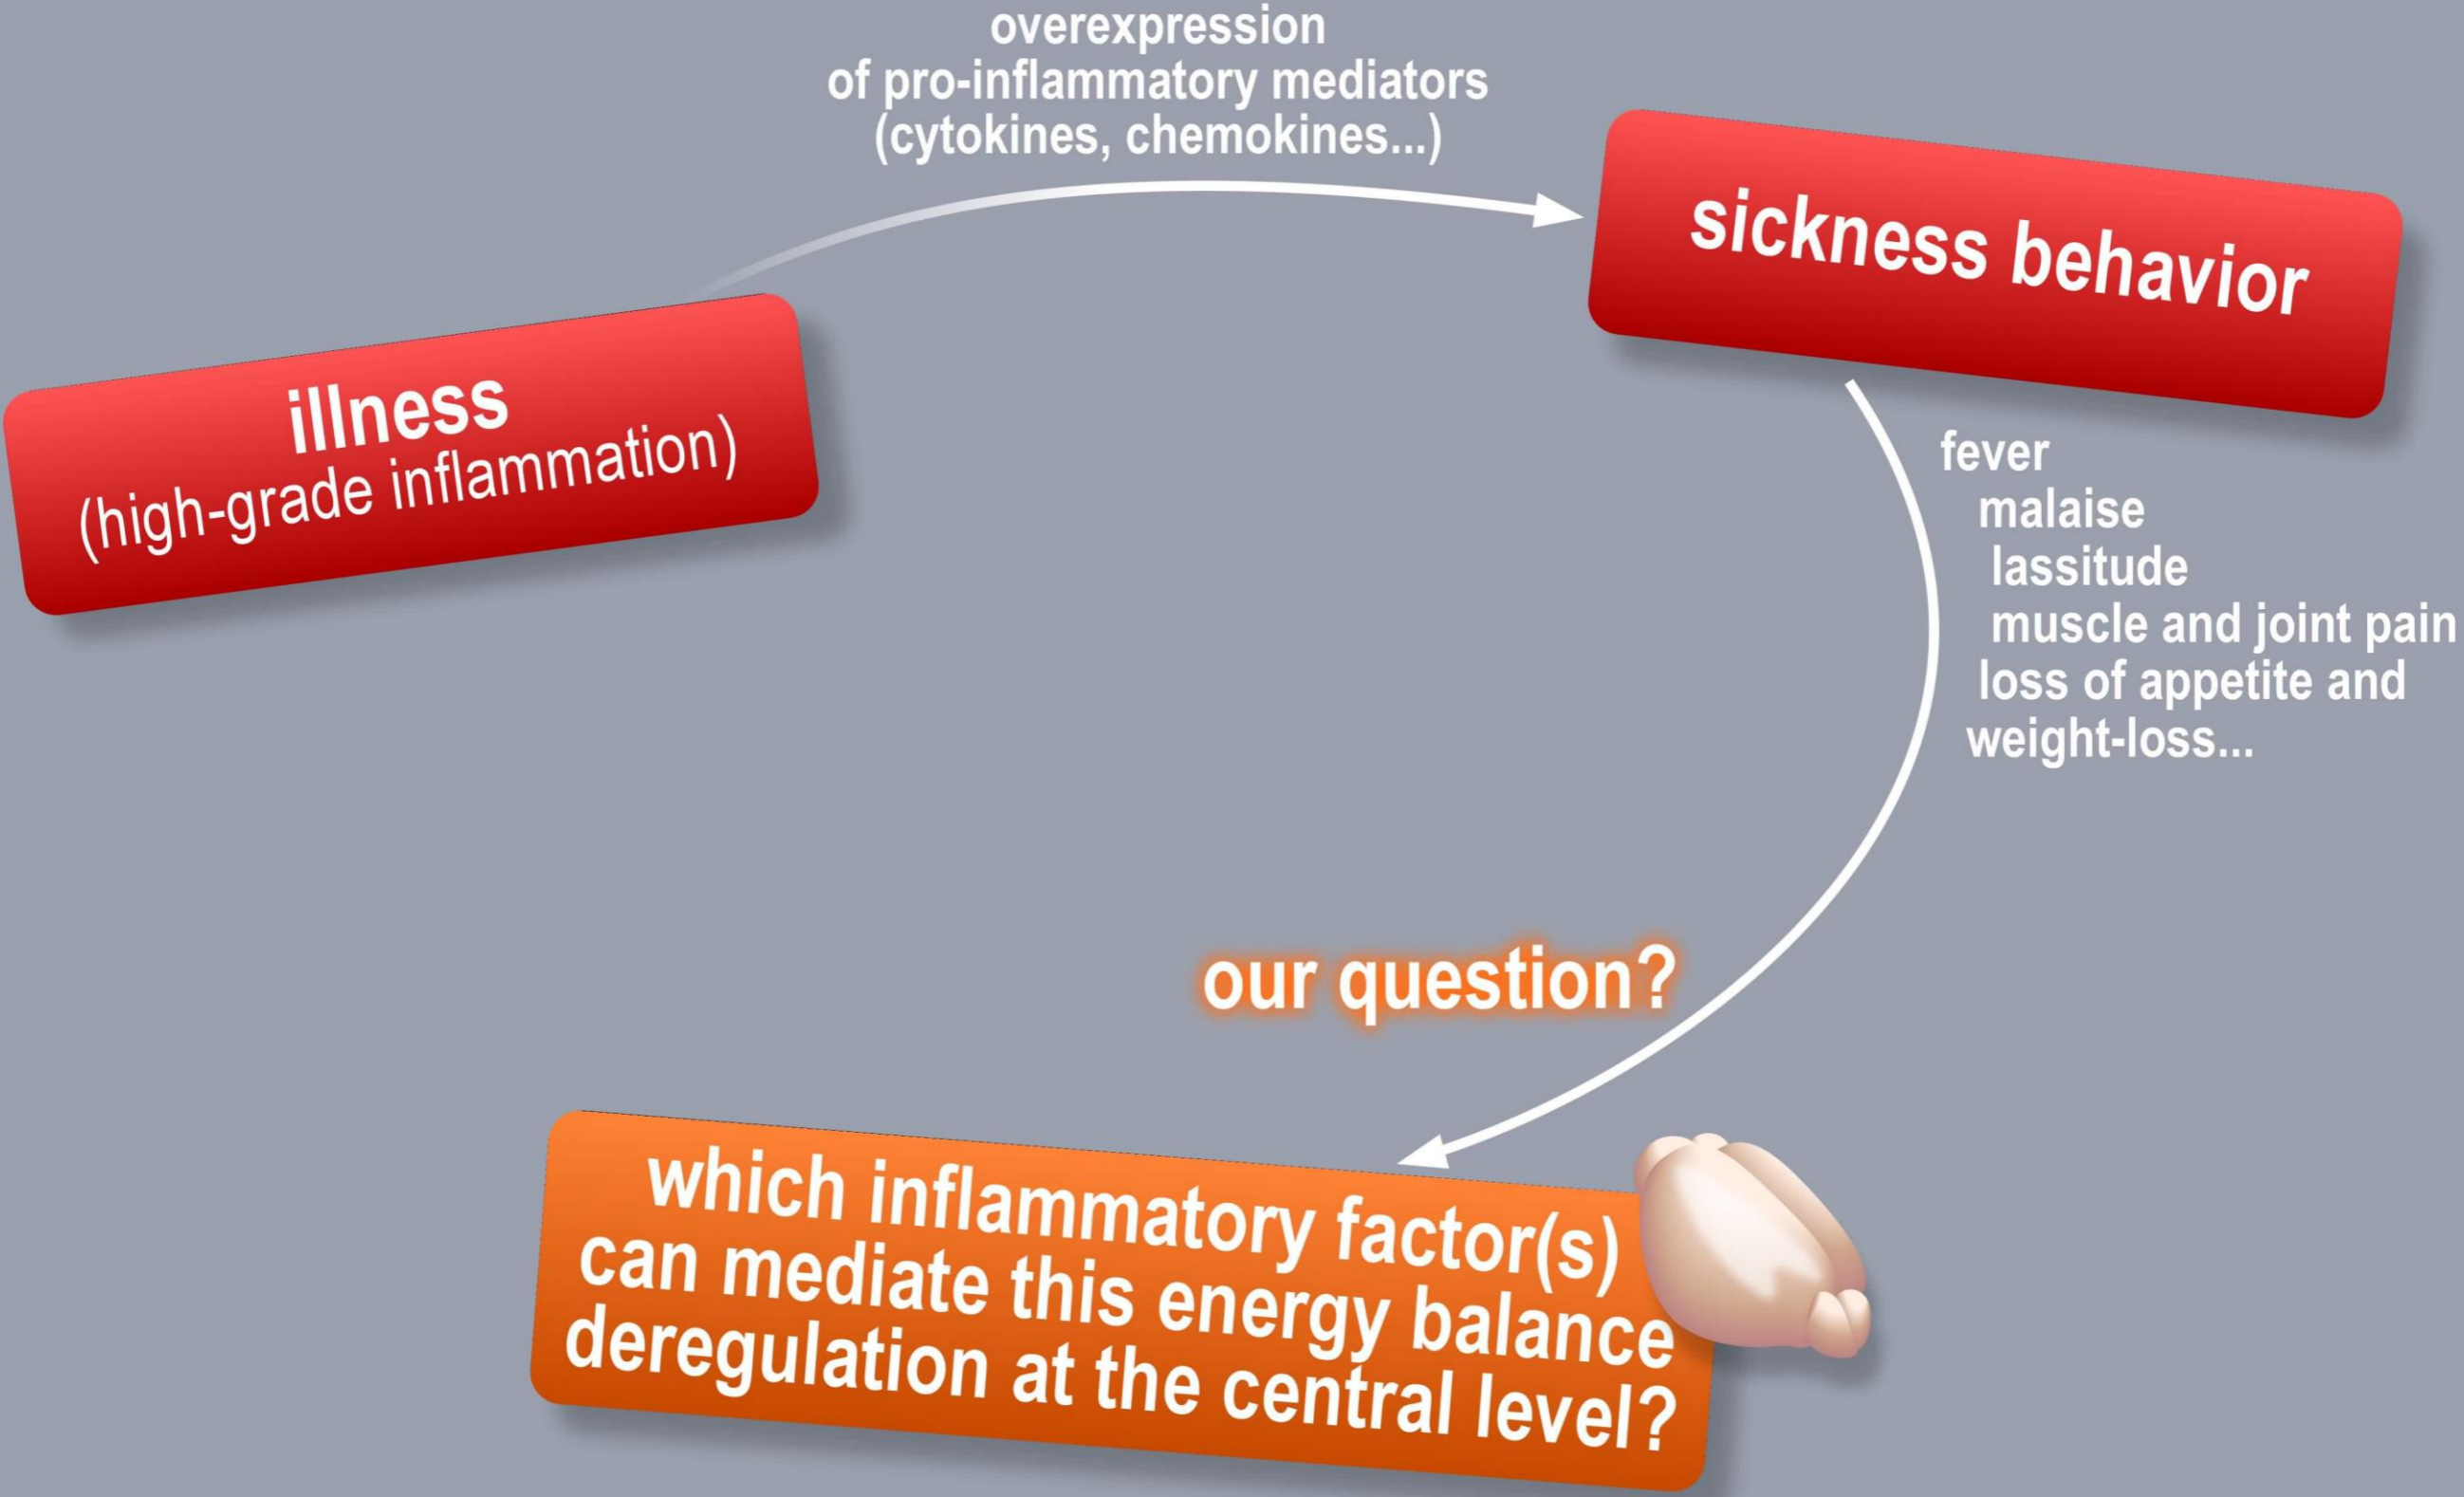 overexpression
of pro-inflammatory mediators
(cytokines, chemokines...)
sickness behavior
illness
(high-grade inflammation)
fever
malaise
lassitude
muscle and joint pain
loss of appetite and
weight-loss...
our question?
which inflammatory factor(s)
can mediate this energy balance
deregulation at the central level?